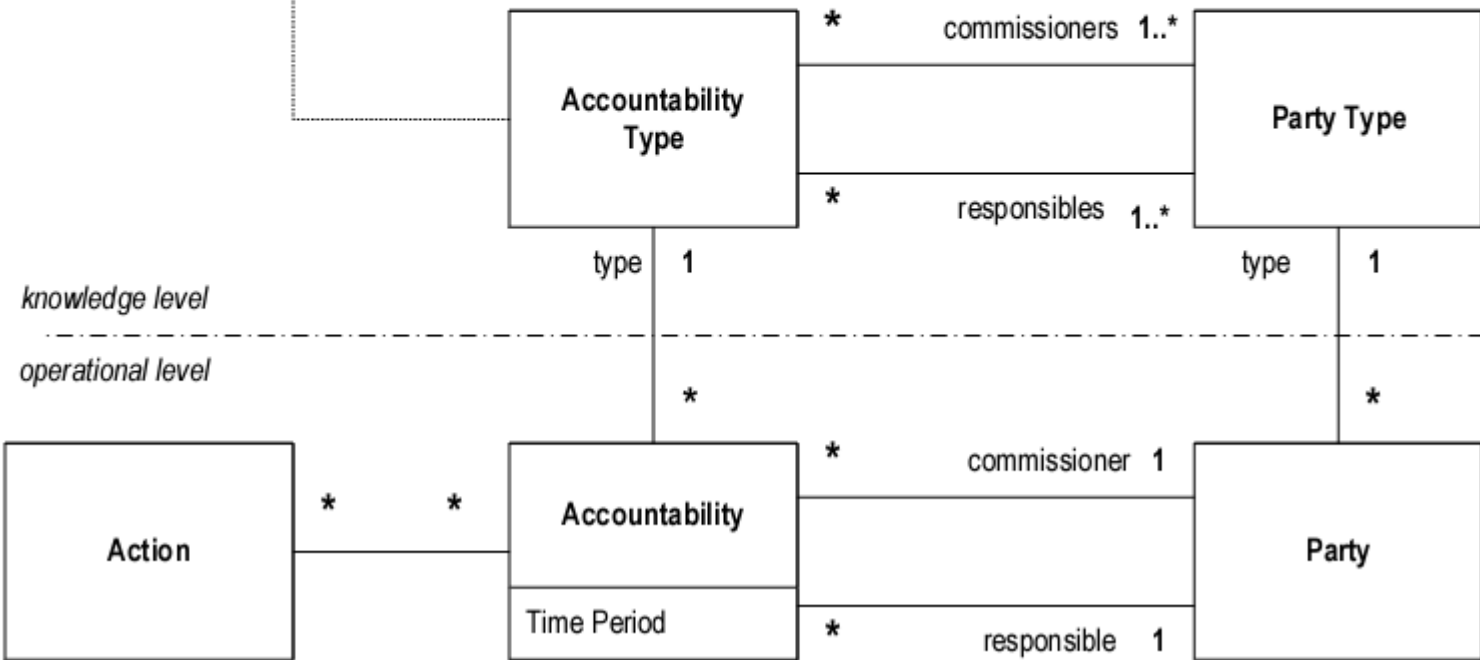 * commissioners 1..*
Accountability
Type
Party Type
* responsibles 1..*
type 1
type 1
knowledge level
operational level
*
*
* commissioner 1
* *
Accountability
Action
Party
Time Period
* responsible 1